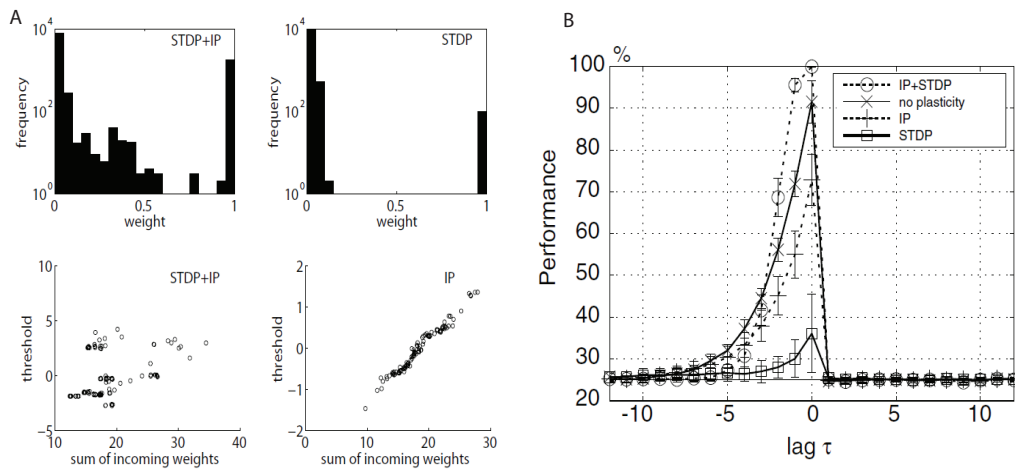 A
STDP+IP
frequency
10^4
10^2
10^0
0
0.5
1
weight
STDP
frequency
10^4
10^2
10^0
0
0.5
1
weight
STDP+IP
threshold
10
5
0
−5
10
20
30
40
sum of incoming weights
IP
threshold
2
1
0
−1
−2
0
10
20
30
sum of incoming weights
B
%
Performance
100
90
80
70
60
50
40
30
20
-10
-5
0
5
10
lag τ
IP+STDP
no plasticity
IP
STDP